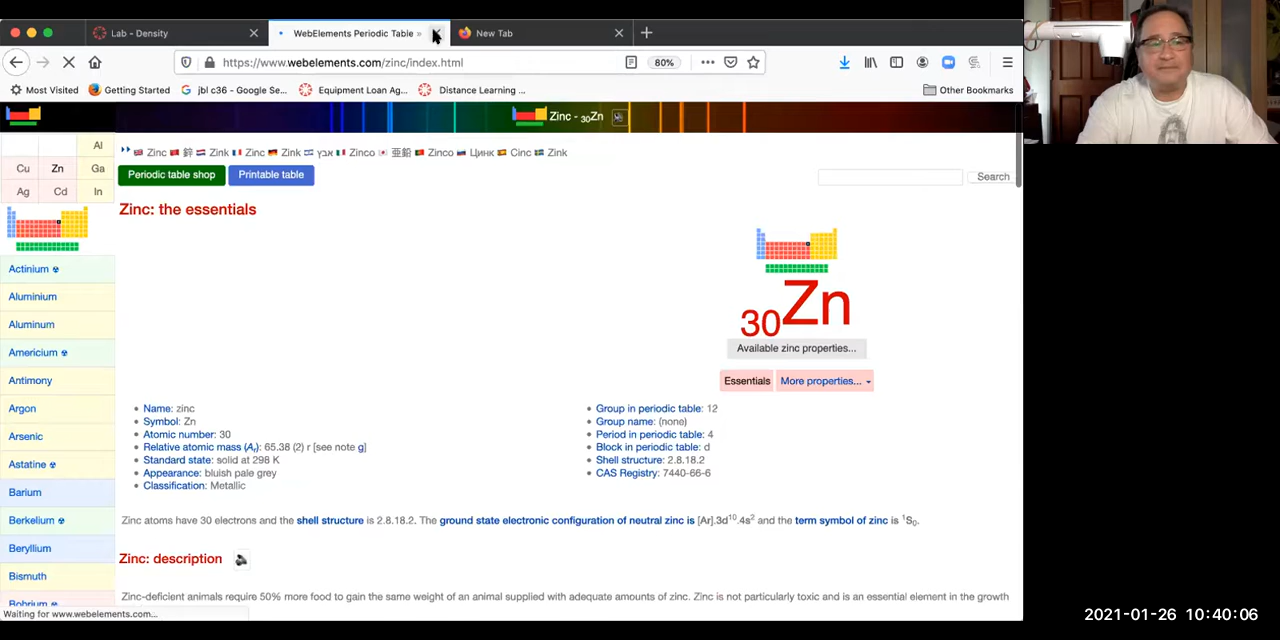 Lab - Density
WebElements Periodic Table »
New Tab
https://www.webelements.com/zinc/index.html
80%
Most Visited
Getting Started
jbl c36 - Google Se...
Equipment Loan Ag...
Distance Learning ...
Other Bookmarks
Zinc - 30Zn
Al
Cu Zn Ga
Ag Cd In
Zinc 鋅 Zink Zinc Zink אבץ Zinco 亜鉛 Zinco Цинк Cinc Zink
Periodic table shop
Printable table
Search
Zinc: the essentials
30Zn
Available zinc properties...
Essentials
More properties...
Actinium
Aluminium
Aluminum
Americium
Antimony
Argon
Arsenic
Astatine
Barium
Berkelium
Beryllium
Bismuth
Bohrium
Name: zinc
Symbol: Zn
Atomic number: 30
Relative atomic mass (Ar): 65.38 (2) r [see note g]
Standard state: solid at 298 K
Appearance: bluish pale grey
Classification: Metallic
Group in periodic table: 12
Group name: (none)
Period in periodic table: 4
Block in periodic table: d
Shell structure: 2.8.18.2
CAS Registry: 7440-66-6
Zinc atoms have 30 electrons and the shell structure is 2.8.18.2. The ground state electronic configuration of neutral zinc is [Ar].3d10.4s2 and the term symbol of zinc is 1S0.
Zinc: description
Zinc-deficient animals require 50% more food to gain the same weight of an animal supplied with adequate amounts of zinc. Zinc is not particularly toxic and is an essential element in the growth
Waiting for www.webelements.com...
2021-01-26 10:40:06